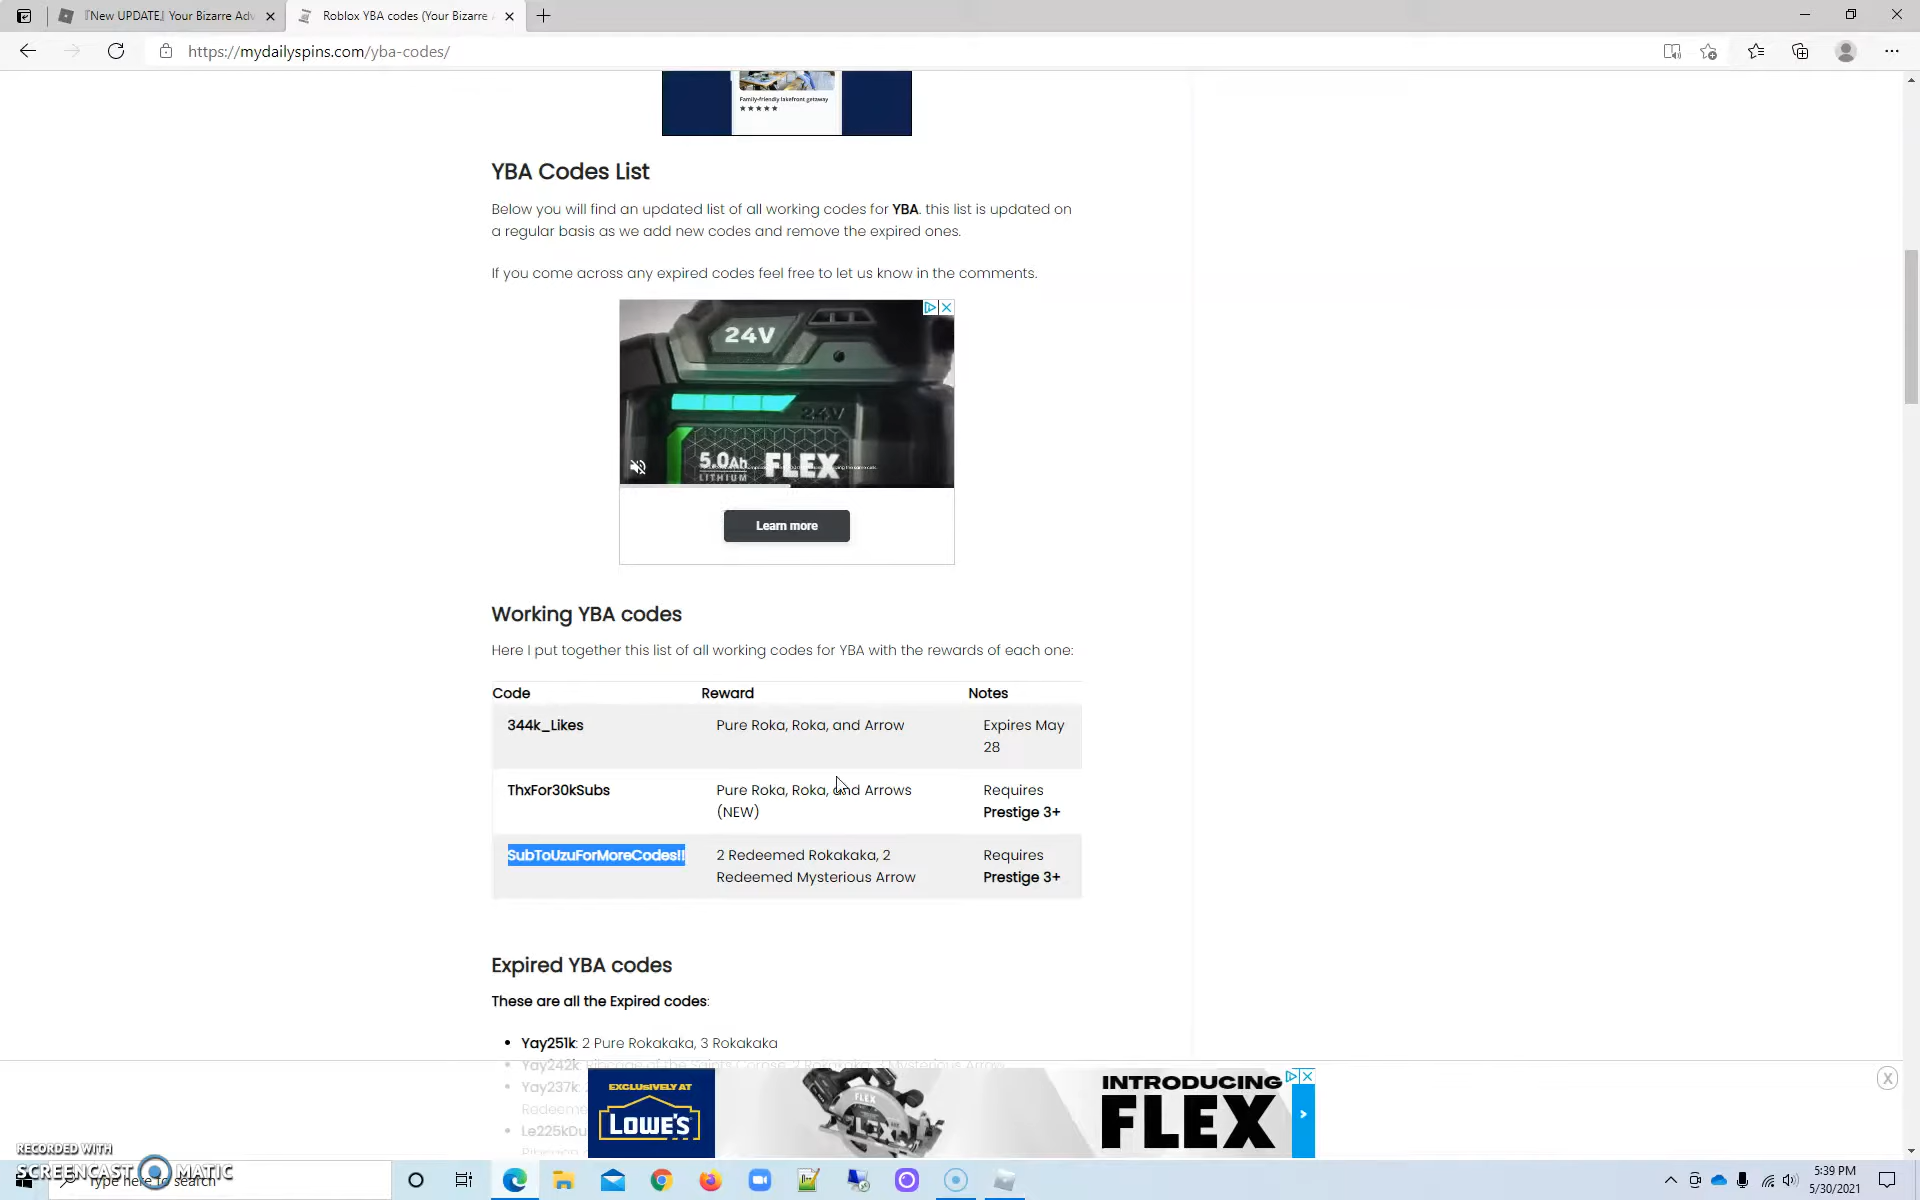 『New UPDATE』 Your Bizarre Adv
Roblox YBA codes (Your Bizarre
https://mydailyspins.com/yba-codes/
Family-friendly lakefront getaway
YBA Codes List
Below you will find an updated list of all working codes for YBA. this list is updated on
a regular basis as we add new codes and remove the expired ones.
If you come across any expired codes feel free to let us know in the comments.
24V
24V
5.0Ah
LITHIUM
FLEX
Learn more
Working YBA codes
Here I put together this list of all working codes for YBA with the rewards of each one:
Code Reward Notes
344k_Likes Pure Roka, Roka, and Arrow Expires May
28
ThxFor30kSubs Pure Roka, Roka, and Arrows Requires
(NEW) Prestige 3+
SubToUzuForMoreCodes!! 2 Redeemed Rokakaka, 2 Requires
Redeemed Mysterious Arrow Prestige 3+
Expired YBA codes
These are all the Expired codes:
• Yay251k: 2 Pure Rokakaka, 3 Rokakaka
• Yay242k:
• Yay237k:
Redeeme
• Le225kDu
EXCLUSIVELY AT
LOWE'S
FLEX
INTRODUCING
FLEX
RECORDED WITH
SCREENCAST MATIC
Type here to search
5:39 PM
5/30/2021